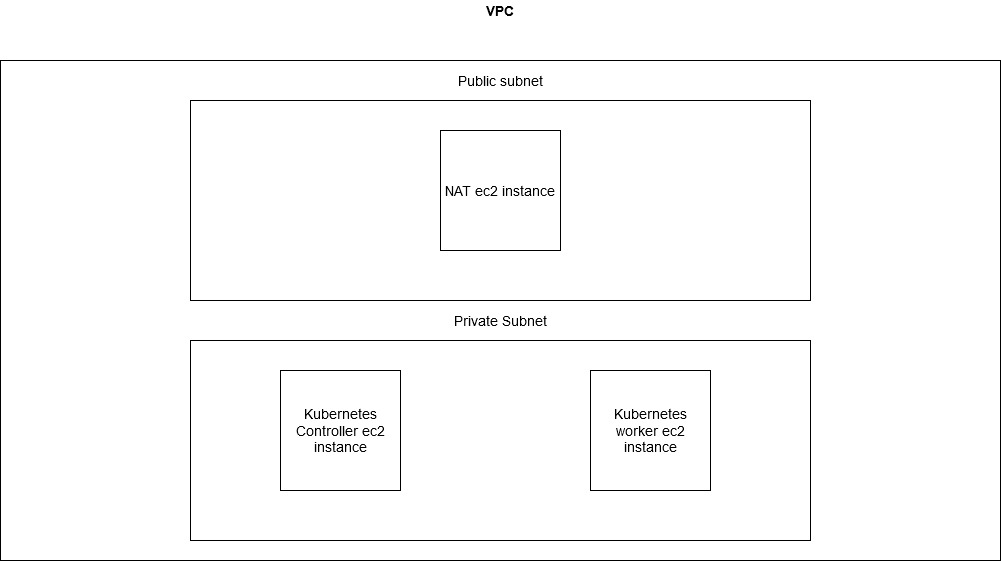 VPC
Public subnet
NAT ec2 instance
Private Subnet
Kubernetes
Controller ec2
instance
Kubernetes
worker ec2
instance